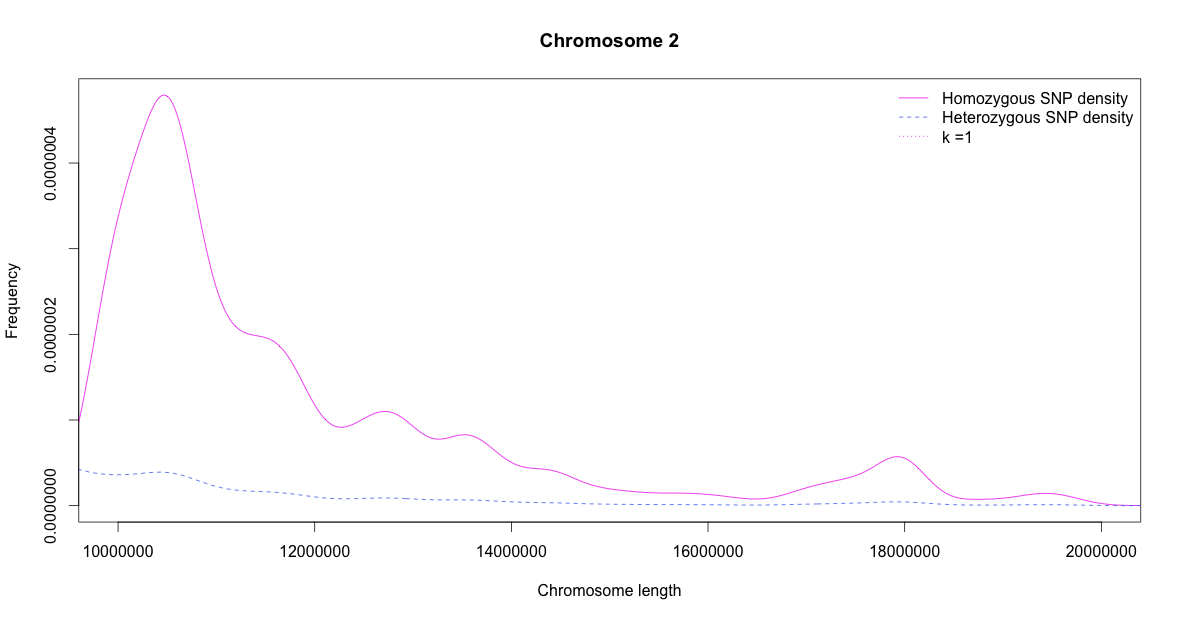 Chromosome 2
Homozygous SNP density
Heterozygous SNP density
k =1
Frequency
0.0000004
0.0000002
0.0000000
10000000 12000000 14000000 16000000 18000000 20000000
Chromosome length